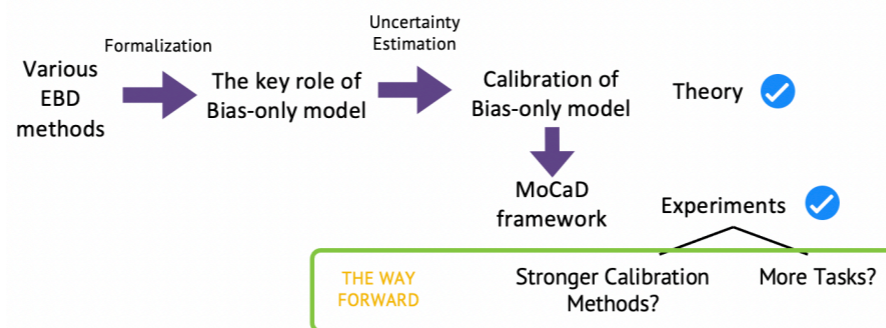 Various
EBD
methods
Formalization
The key role of
Bias-only model
Uncertainty
Estimation
Calibration of
Bias-only model
Theory
MoCaD
framework
Experiments
THE WAY
FORWARD
Stronger Calibration
Methods?
More Tasks?